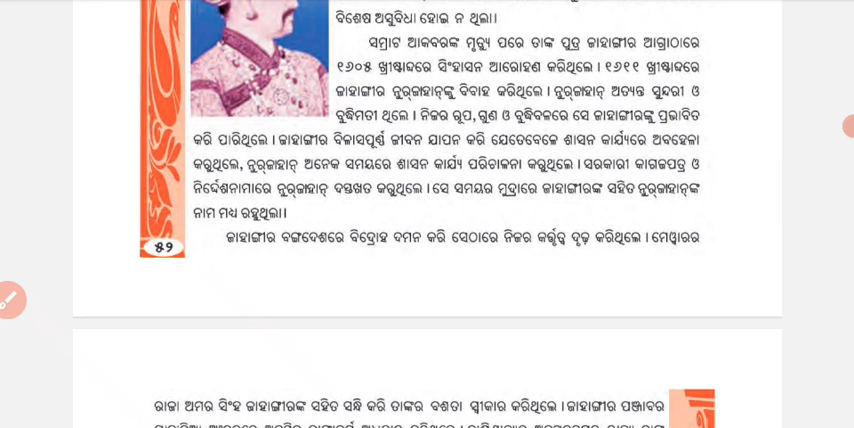 ବିଶେଷ ଅସୁବିଧା ହୋଇ ନ ଥିଲା।
ସମ୍ରାଟ ଆକବରଙ୍କ ମୃତ୍ୟୁ ପରେ ତାଙ୍କ ପୁତ୍ର ଜାହାଙ୍ଗୀର ଆଗ୍ରାଠାରେ
୧୬୦୫ ଖ୍ରୀଷ୍ଟାବ୍ଦରେ ସିଂହାସନ ଆରୋହଣ କରିଥିଲେ । ୧୬୧୧ ଖ୍ରୀଷ୍ଟାବ୍ଦରେ
ଜାହାଙ୍ଗୀର ନୁର୍‌ଜାହାନ୍‌ଙ୍କୁ ବିବାହ କରିଥିଲେ । ନୁର୍‌ଜାହାନ୍ ଅତ୍ୟନ୍ତ ସୁନ୍ଦରୀ ଓ
ବୁଦ୍ଧିମତୀ ଥିଲେ । ନିଜର ରୂପ, ଗୁଣ ଓ ବୁଦ୍ଧିବଳରେ ସେ ଜାହାଙ୍ଗୀରଙ୍କୁ ପ୍ରଭାବିତ
କରି ପାରିଥିଲେ । ଜାହାଙ୍ଗୀର ବିଳାସପୂର୍ଣ୍ଣ ଜୀବନ ଯାପନ କରି ଯେତେବେଳେ ଶାସନ କାର୍ଯ୍ୟରେ ଅବହେଳା
କରୁଥିଲେ, ନୁର୍‌ଜାହାନ୍ ଅନେକ ସମୟରେ ଶାସନ କାର୍ଯ୍ୟ ପରିଚାଳନା କରୁଥିଲେ । ସରକାରୀ କାଗଜପତ୍ର ଓ
ନିର୍ଦ୍ଦେଶନାମାରେ ନୁର୍‌ଜାହାନ୍ ଦସ୍ତଖତ କରୁଥିଲେ । ସେ ସମୟର ମୁଦ୍ରାରେ ଜାହାଙ୍ଗୀରଙ୍କ ସହିତ ନୁର୍‌ଜାହାନ୍‌ଙ୍କ
ନାମ ମଧ୍ୟ ରହୁଥିଲା।
ଜାହାଙ୍ଗୀର ବଙ୍ଗଦେଶରେ ବିଦ୍ରୋହ ଦମନ କରି ସେଠାରେ ନିଜର କର୍ତ୍ତୃତ୍ୱ ଦୃଢ଼ କରିଥିଲେ । ମେୱାରର
୫୨
ରାଜା ଅମର ସିଂହ ଜାହାଙ୍ଗୀରଙ୍କ ସହିତ ସନ୍ଧି କରି ତାଙ୍କର ବଶତା ସ୍ୱୀକାର କରିଥିଲେ । ଜାହାଙ୍ଗୀର ପଞ୍ଜାବର